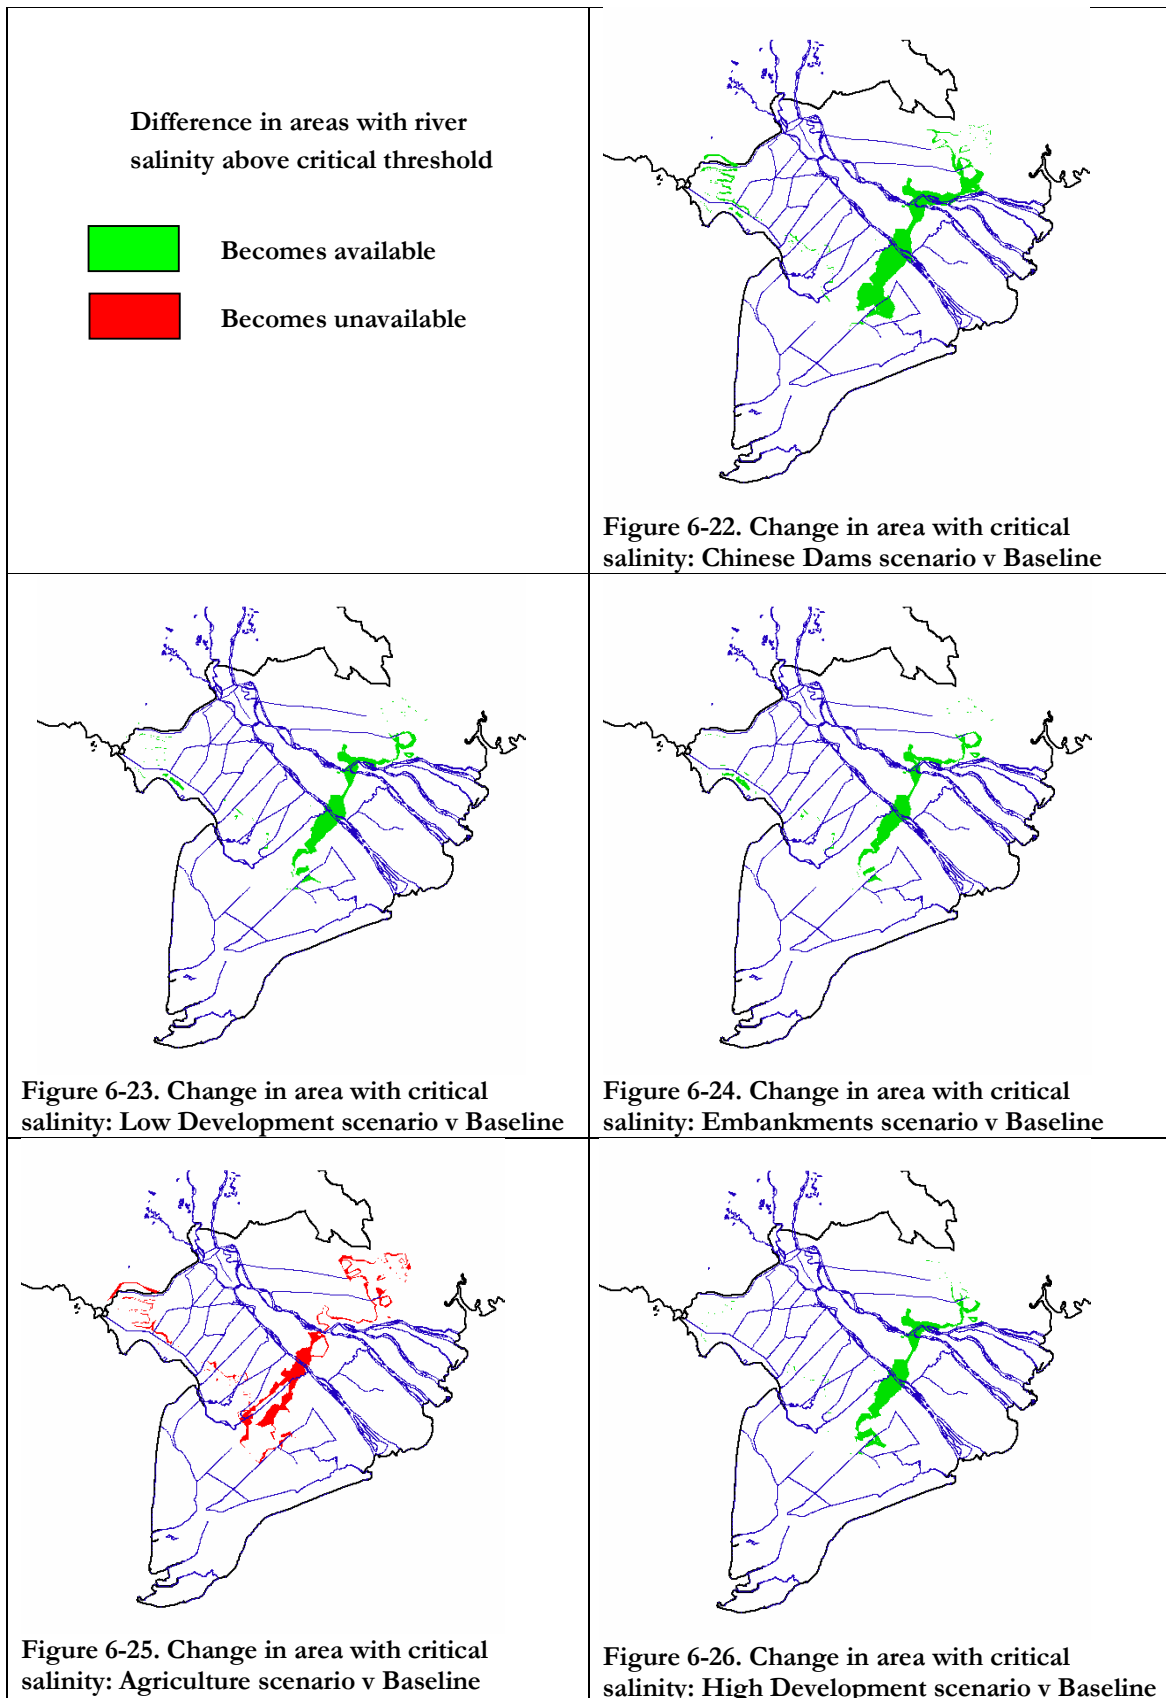 Difference in areas with river
salinity above critical threshold
Becomes available
Becomes unavailable
Figure 6-22. Change in area with critical
salinity: Chinese Dams scenario v Baseline
Figure 6-23. Change in area with critical
salinity: Low Development scenario v Baseline
Figure 6-24. Change in area with critical
salinity: Embankments scenario v Baseline
Figure 6-25. Change in area with critical
salinity: Agriculture scenario v Baseline
Figure 6-26. Change in area with critical
salinity: High Development scenario v Baseline